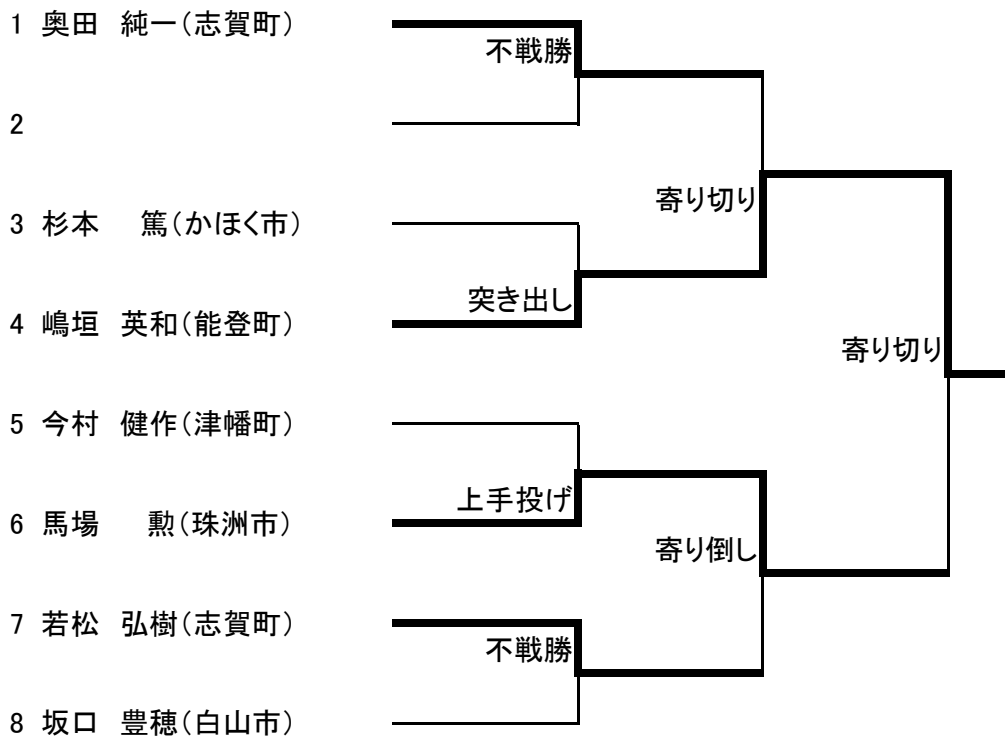 1 奥田 純一(志賀町)
不戦勝
2
寄り切り
3 杉本 篤(かほく市)
突き出し
4 嶋垣 英和(能登町)
寄り切り
5 今村 健作(津幡町)
上手投げ
6 馬場 勲(珠洲市)
寄り倒し
7 若松 弘樹(志賀町)
不戦勝
8 坂口 豊穂(白山市)